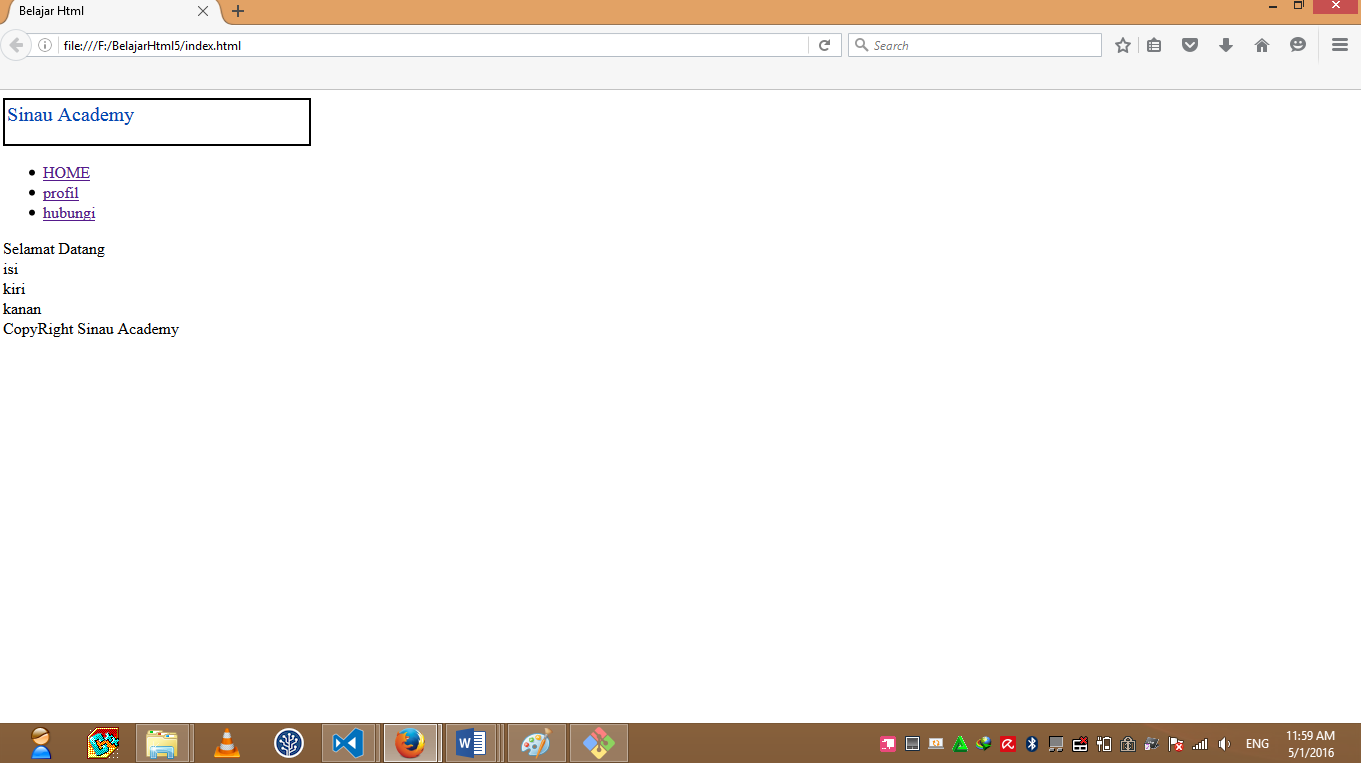 Belajar Html
file:///F:/BelajarHtml5/index.html
Search
Sinau Academy
HOME
profil
hubungi
Selamat Datang
isi
kiri
kanan
CopyRight Sinau Academy
ENG
11:59 AM
5/1/2016